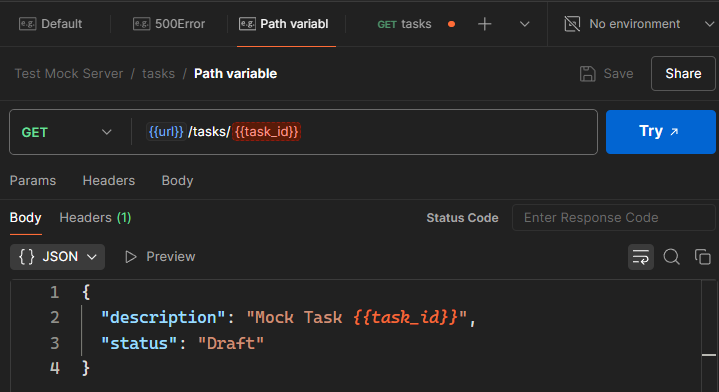 e.g. Default e.g. 500Error e.g. Path variabl GET tasks No environment
Test Mock Server / tasks / Path variable Save Share
GET {{url}}/tasks/{{task_id}} Try ↗
Params Headers Body
Body Headers (1) Status Code Enter Response Code
{} JSON Preview
1 {
2 "description": "Mock Task {{task_id}}",
3 "status": "Draft"
4 }